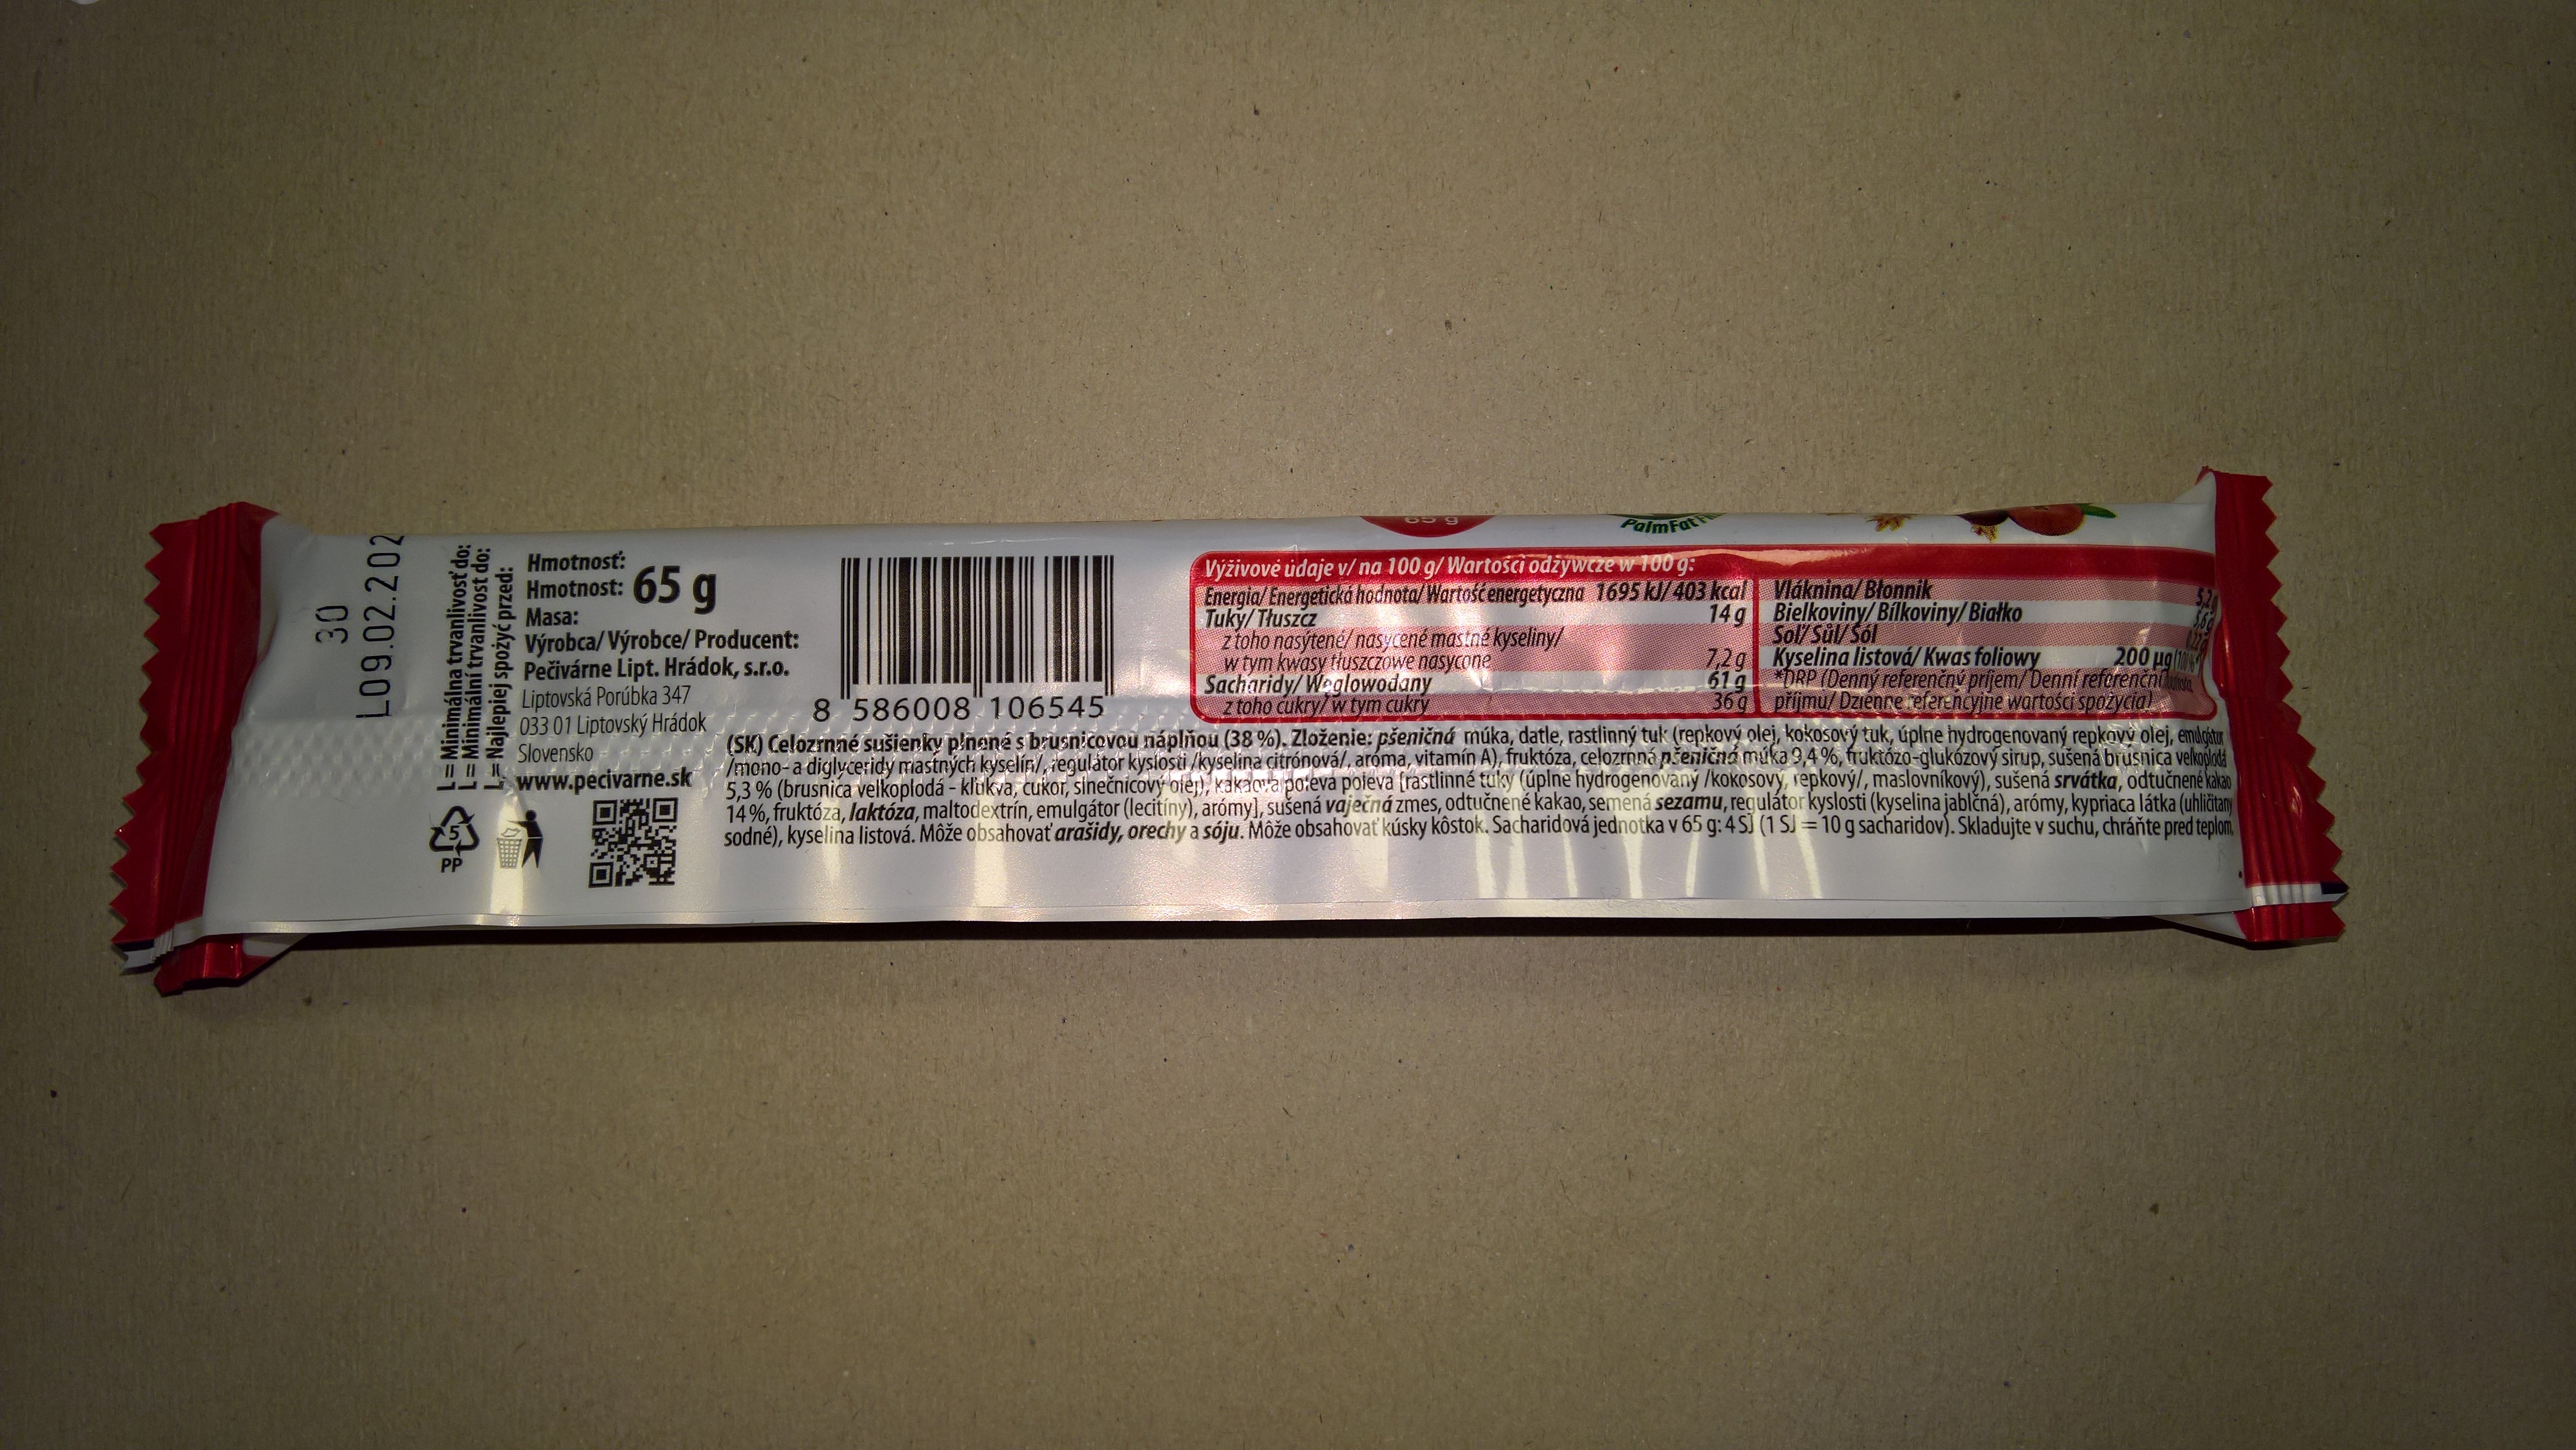 30
L09.02.202
L = Minimálna trvanlivosť do:
L = Minimální trvanlivost do:
L = Najlepiej spożyć przed:
Hmotnosť:
Hmotnost: 65 g
Masa:
Výrobca/ Výrobce/ Producent:
Pečivárne Lipt. Hrádok, s.r.o.
Liptovská Porúbka 347
033 01 Liptovský Hrádok
Slovensko
www.pecivarne.sk
5
PP
8 586008 106545
65 g
PalmFat
Výživové údaje v/ na 100 g/ Wartości odżywcze w 100 g:
Energia/ Energetická hodnota/ Wartość energetyczna 1695 kJ/ 403 kcal
Tuky/ Tłuszcz 14 g
z toho nasýtené/ nasycené mastné kyseliny/
w tym kwasy tłuszczowe nasycone 7,2 g
Sacharidy/ Węglowodany 61 g
z toho cukry/ w tym cukry 36 g
Vláknina/ Błonnik 5,2 g
Bielkoviny/ Bílkoviny/ Białko 5,6 g
Soľ/ Sůl/ Sól
Kyselina listová/ Kwas foliowy 200 µg
*DRP (Denný referenčný príjem/ Denní referenční
příjmu/ Dzienne referencyjne wartości spożycia)
(SK) Celozrnné sušienky plnené s brusnicovou náplňou (38 %). Zloženie: pšeničná múka, datle, rastlinný tuk (repkový olej, kokosový tuk, úplne hydrogenovaný repkový olej, emulgátor
/mono- a diglyceridy mastných kyselín/, regulátor kyslosti /kyselina citrónová/, aróma, vitamín A), fruktóza, celozrnná pšeničná múka 9,4 %, fruktózo-glukózový sirup, sušená brusnica veľkoplodá
5,3 % (brusnica veľkoplodá - kľukva, cukor, slnečnicový olej), kakaová poleva [rastlinné tuky (úplne hydrogenovaný /kokosový, repkový/, maslovníkový), sušená srvátka, odtučnené kakao
14 %, fruktóza, laktóza, maltodextrín, emulgátor (lecitíny), arómy], sušená vaječná zmes, odtučnené kakao, semená sezamu, regulátor kyslosti (kyselina jablčná), arómy, kypriaca látka (uhličitany
sodné), kyselina listová. Môže obsahovať arašidy, orechy a sóju. Môže obsahovať kúsky kôstok. Sacharidová jednotka v 65 g: 4 SJ (1 SJ = 10 g sacharidov). Skladujte v suchu, chráňte pred teplom.